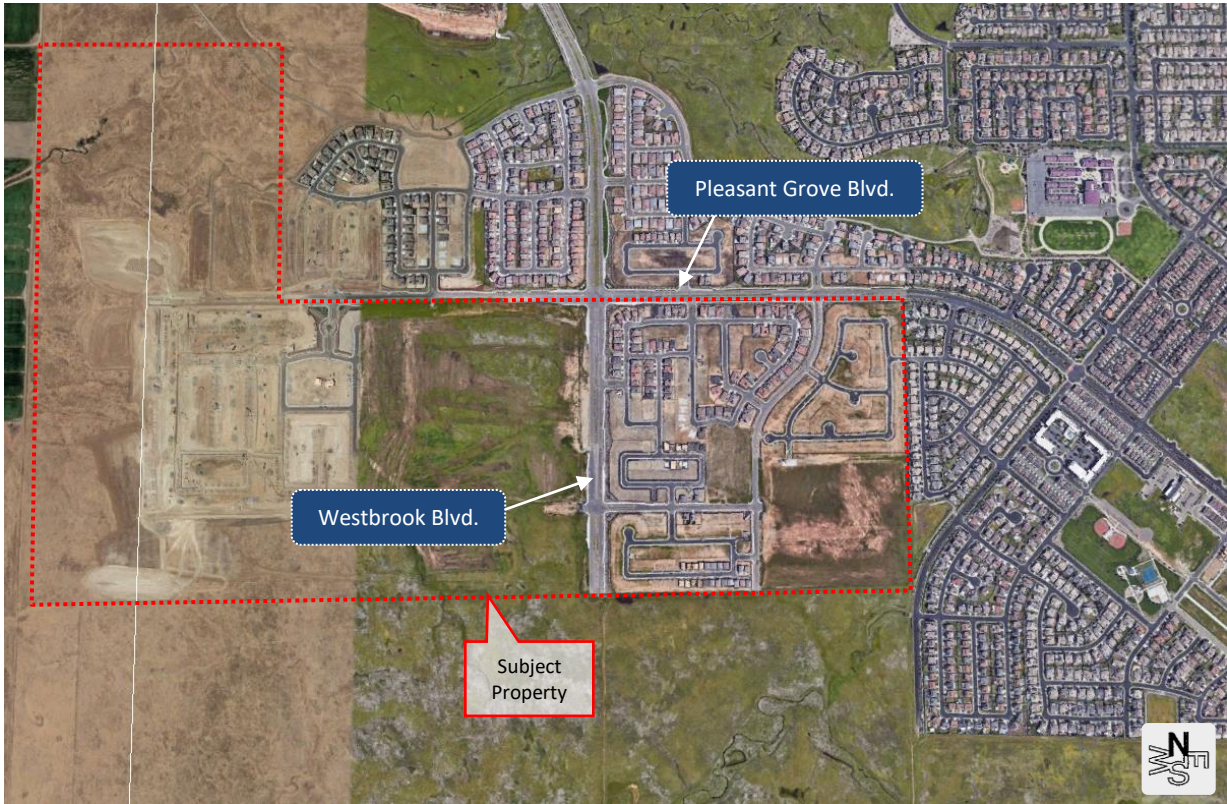 Pleasant Grove Blvd.
Westbrook Blvd.
Subject
Property
N
W E
S